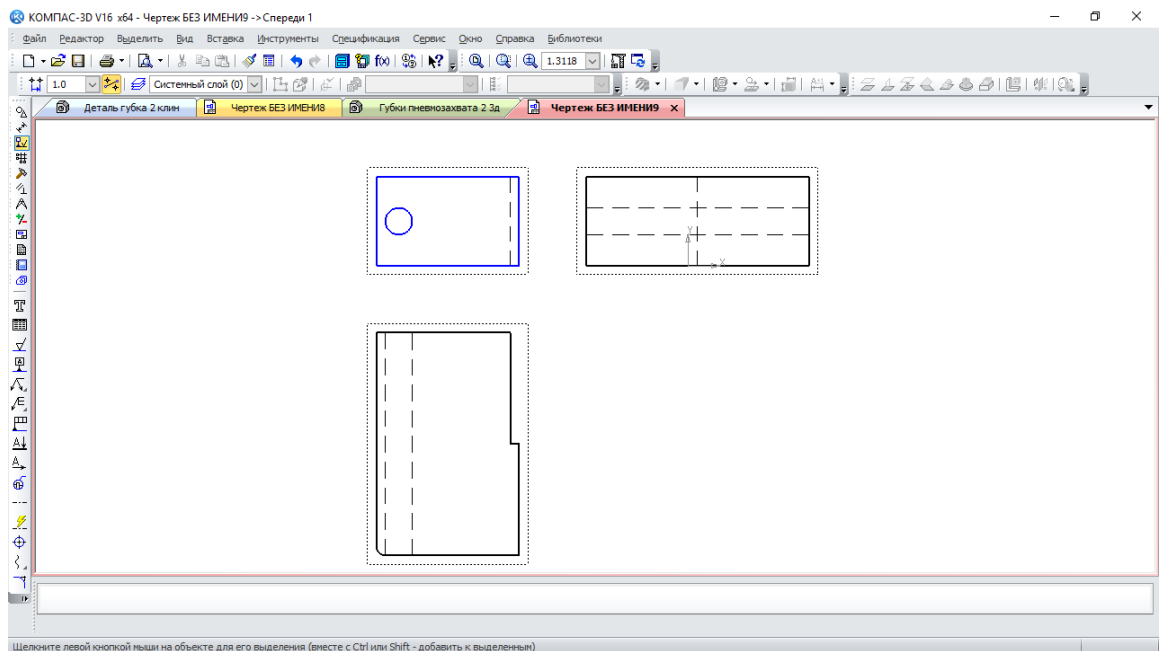 КОМПАС-3D V16 x64 - Чертеж БЕЗ ИМЕНИ9 ->Спереди 1
Файл Редактор Выделить Вид Вставка Инструменты Спецификация Сервис Окно Справка Библиотеки
f(x) 1.3118
1.0 Системный слой (0)
Деталь губка 2 клин Чертеж БЕЗ ИМЕНИ8 Губки пневмозахвата 2 3д Чертеж БЕЗ ИМЕНИ9 x
Y
X
Щелкните левой кнопкой мыши на объекте для его выделения (вместе с Ctrl или Shift - добавить к выделенным)